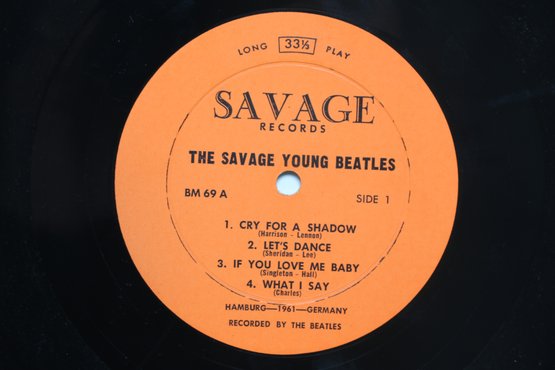 LONG 33⅓ PLAY
SAVAGE
RECORDS
THE SAVAGE YOUNG BEATLES
BM 69 A SIDE 1
1. CRY FOR A SHADOW
(Harrison - Lennon)
2. LET'S DANCE
(Sheridan - Lee)
3. IF YOU LOVE ME BABY
(Singleton - Hall)
4. WHAT I SAY
(Charles)
HAMBURG—1961—GERMANY
RECORDED BY THE BEATLES